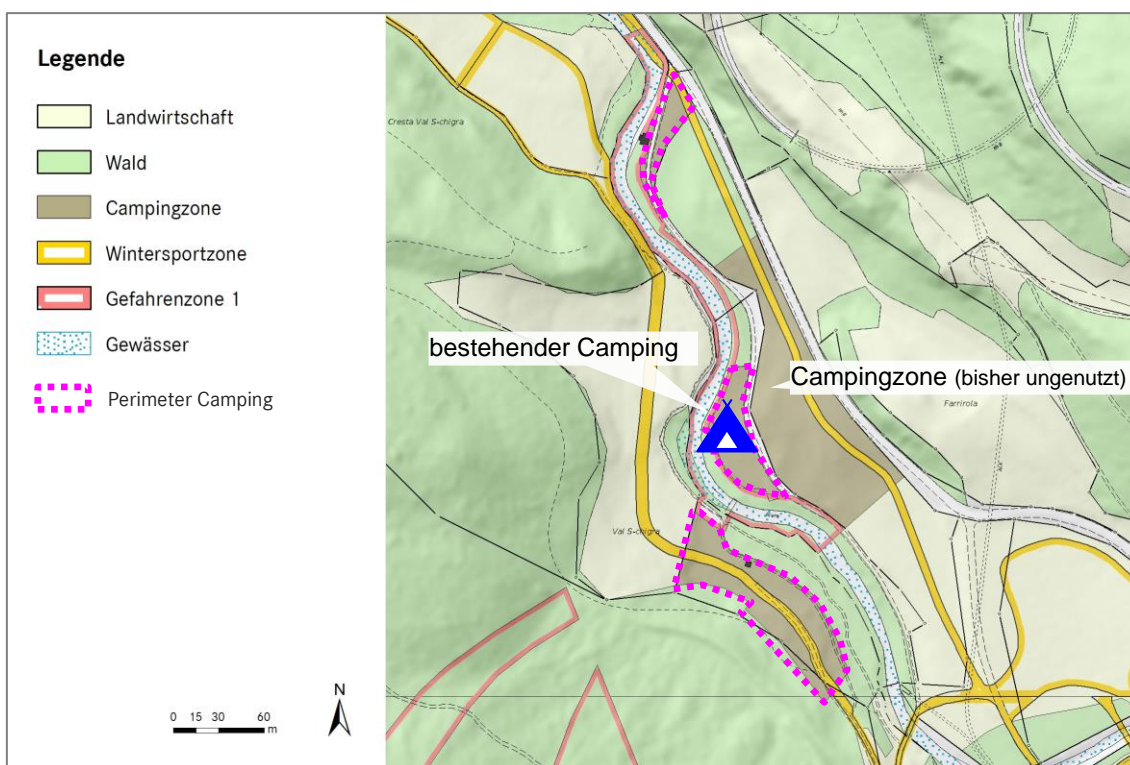 Legende
Landwirtschaft
Wald
Campingzone
Wintersportzone
Gefahrenzone 1
Gewässer
Perimeter Camping
0 15 30 60
m
N
Cresta Val S-chigra
bestehender Camping
Campingzone (bisher ungenutzt)
Farrirola
Val S-chigra